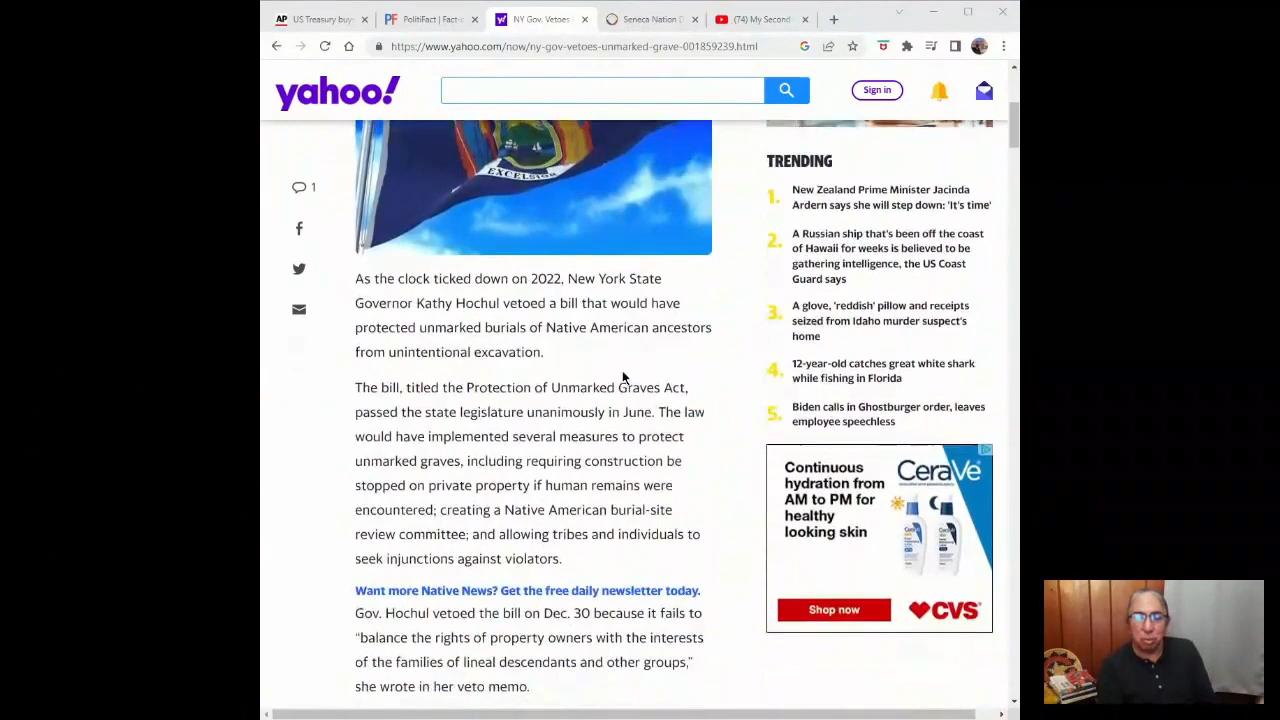 US Treasury buy
PolitiFact | Fact-c
NY Gov. Vetoes
Seneca Nation D
(74) My Second
https://www.yahoo.com/now/ny-gov-vetoes-unmarked-grave-001859239.html
yahoo!
Sign in
EXCELSIOR
1
As the clock ticked down on 2022, New York State
Governor Kathy Hochul vetoed a bill that would have
protected unmarked burials of Native American ancestors
from unintentional excavation.
The bill, titled the Protection of Unmarked Graves Act,
passed the state legislature unanimously in June. The law
would have implemented several measures to protect
unmarked graves, including requiring construction be
stopped on private property if human remains were
encountered; creating a Native American burial-site
review committee; and allowing tribes and individuals to
seek injunctions against violators.
Want more Native News? Get the free daily newsletter today.
Gov. Hochul vetoed the bill on Dec. 30 because it fails to
“balance the rights of property owners with the interests
of the families of lineal descendants and other groups,”
she wrote in her veto memo.
TRENDING
1. New Zealand Prime Minister Jacinda
Ardern says she will step down: 'It's time'
2. A Russian ship that's been off the coast
of Hawaii for weeks is believed to be
gathering intelligence, the US Coast
Guard says
3. A glove, 'reddish' pillow and receipts
seized from Idaho murder suspect's
home
4. 12-year-old catches great white shark
while fishing in Florida
5. Biden calls in Ghostburger order, leaves
employee speechless
Continuous
hydration from
AM to PM for
healthy
looking skin
CeraVe
Shop now
CVS